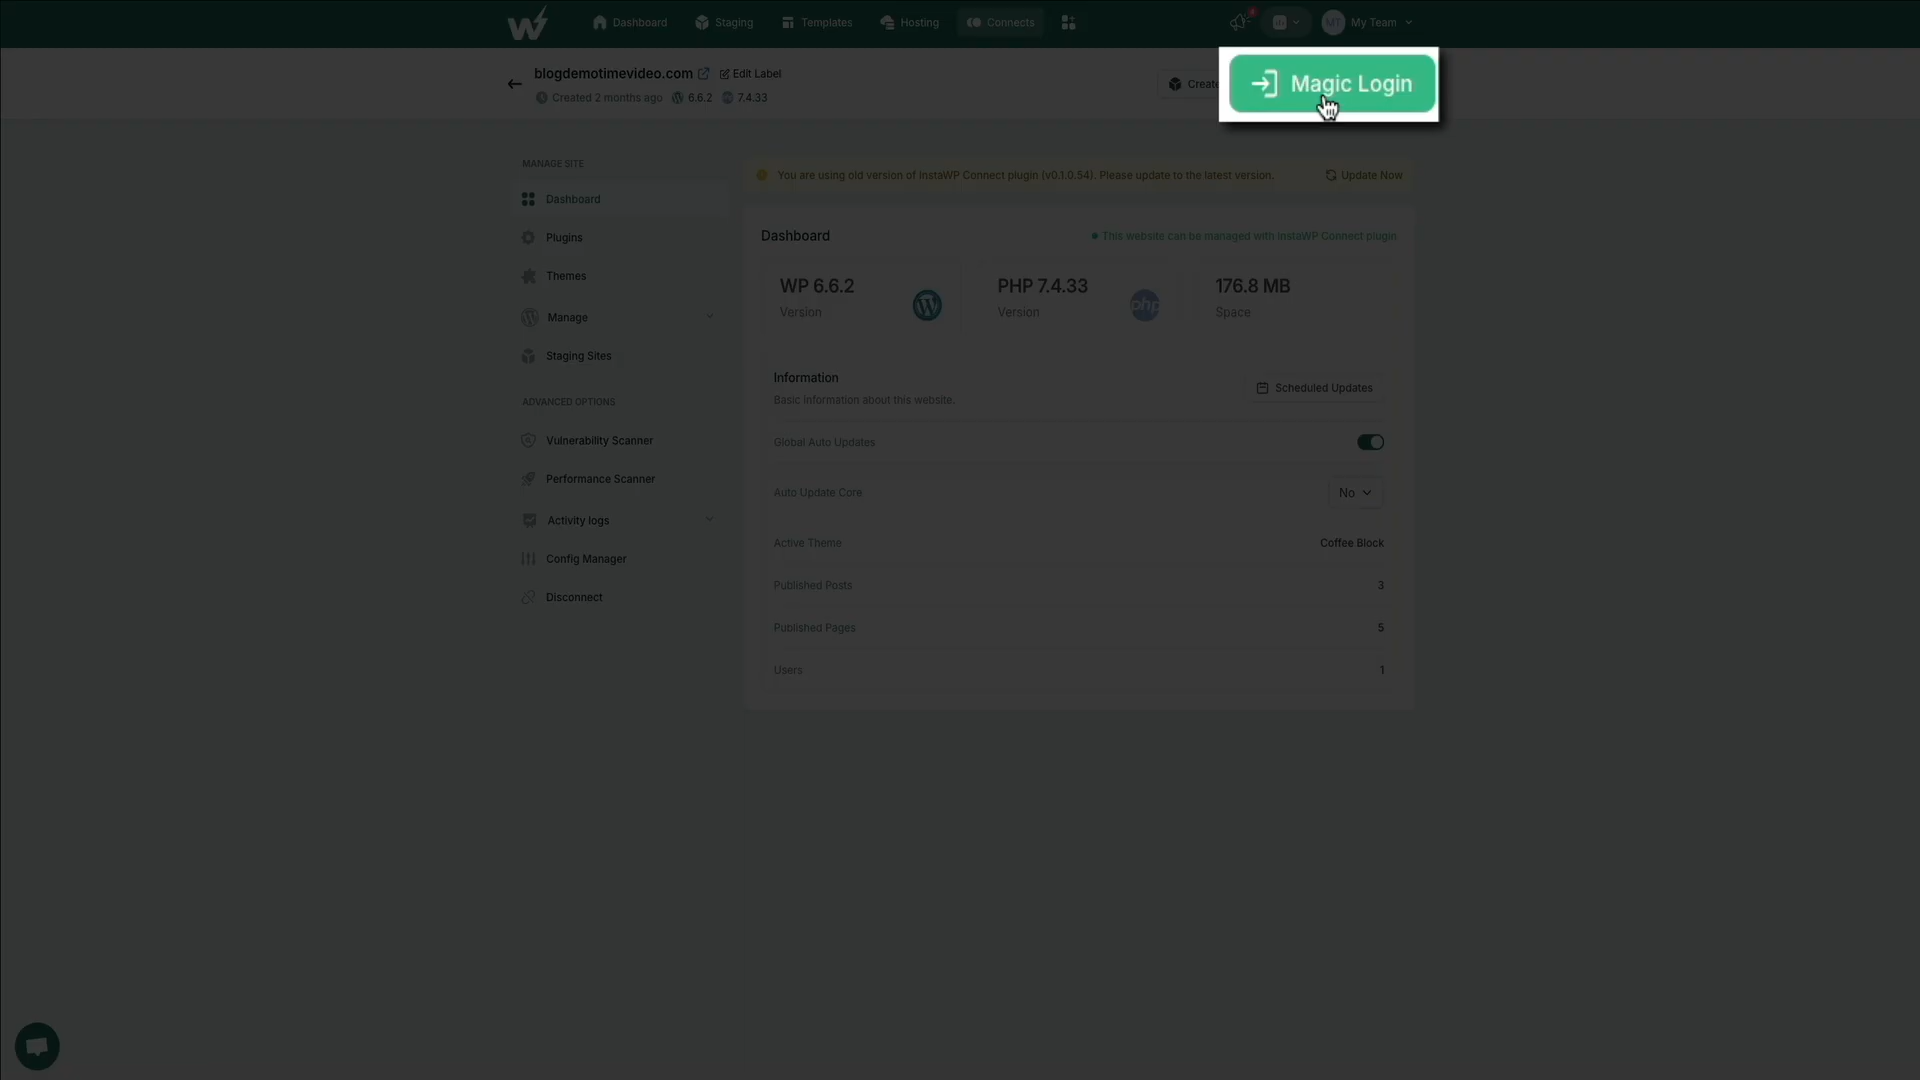 Dashboard
Staging
Templates
Hosting
Connects
MT
My Team
blogdemotimevideo.com
Edit Label
Created 2 months ago
6.6.2
7.4.33
Create
Magic Login
MANAGE SITE
Dashboard
Plugins
Themes
Manage
Staging Sites
ADVANCED OPTIONS
Vulnerability Scanner
Performance Scanner
Activity logs
Config Manager
Disconnect
You are using old version of InstaWP Connect plugin (v0.1.0.54). Please update to the latest version.
Update Now
Dashboard
This website can be managed with InstaWP Connect plugin
WP 6.6.2
Version
PHP 7.4.33
Version
php
176.8 MB
Space
Information
Basic information about this website.
Scheduled Updates
Global Auto Updates
Auto Update Core
No
Active Theme
Coffee Block
Published Posts
3
Published Pages
5
Users
1